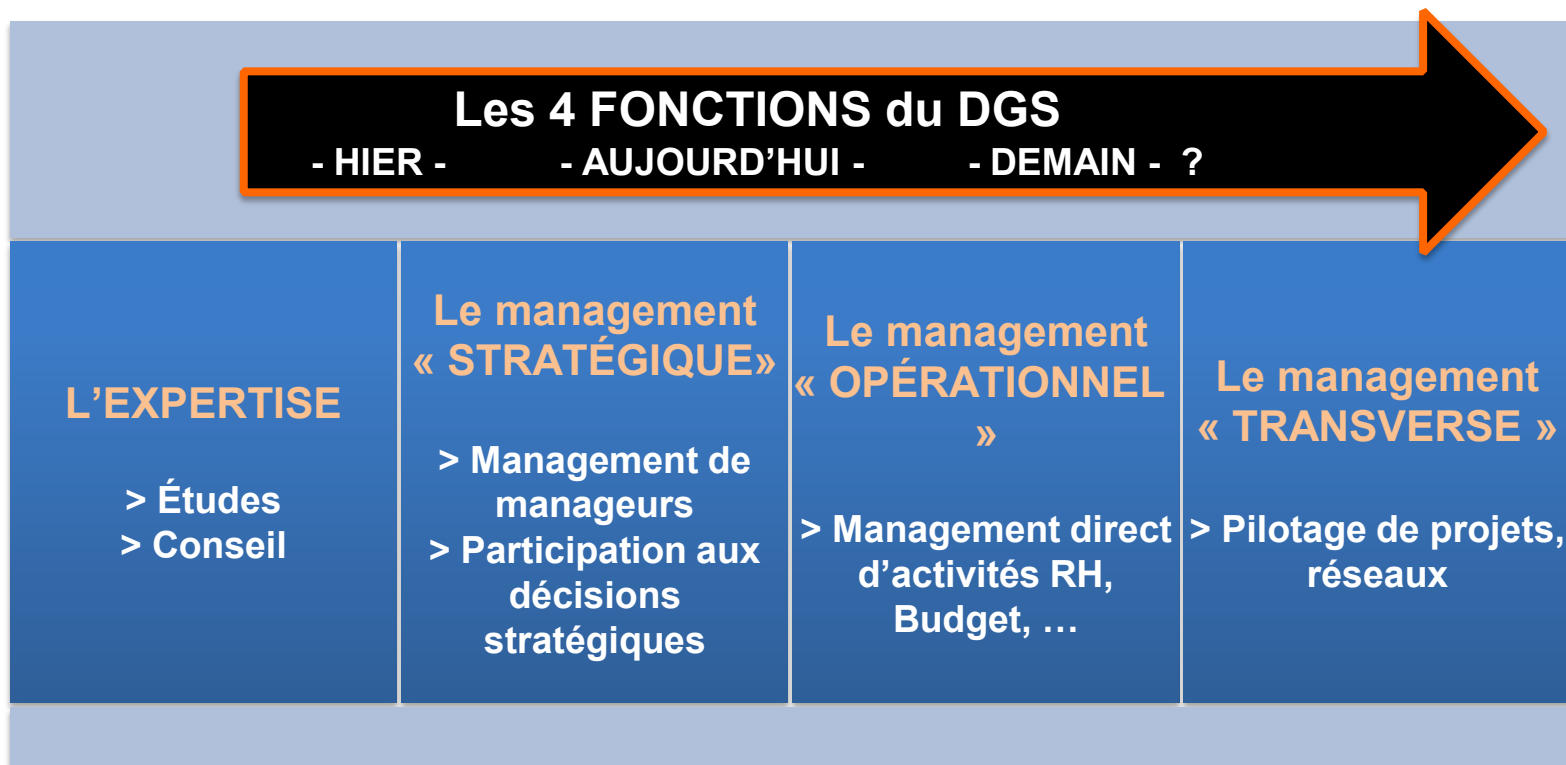 Les 4 FONCTIONS du DGS
- HIER - - AUJOURD’HUI - - DEMAIN - ?
L’EXPERTISE
> Études
> Conseil
Le management
« STRATÉGIQUE»
> Management de
manageurs
> Participation aux
décisions
stratégiques
Le management
« OPÉRATIONNEL
»
> Management direct
d’activités RH,
Budget, …
Le management
« TRANSVERSE »
> Pilotage de projets,
réseaux